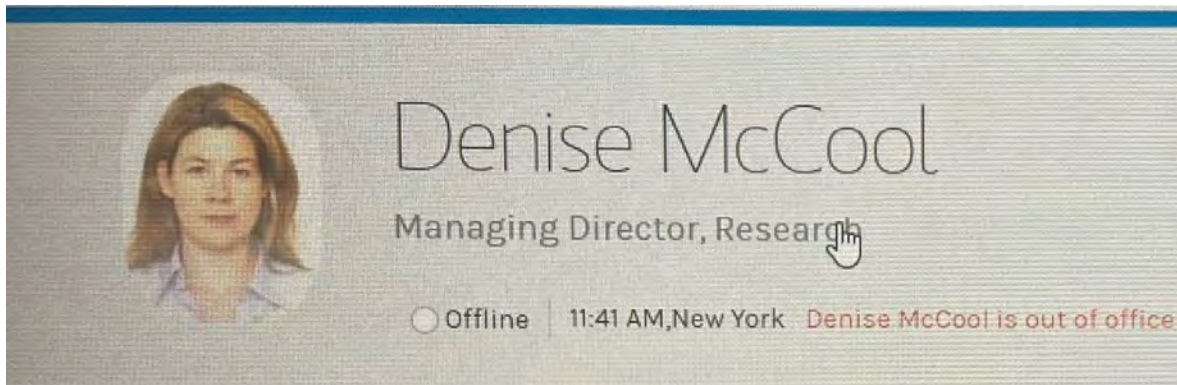 Denise McCool
Managing Director, Research
Offline 11:41 AM,New York Denise McCool is out of office